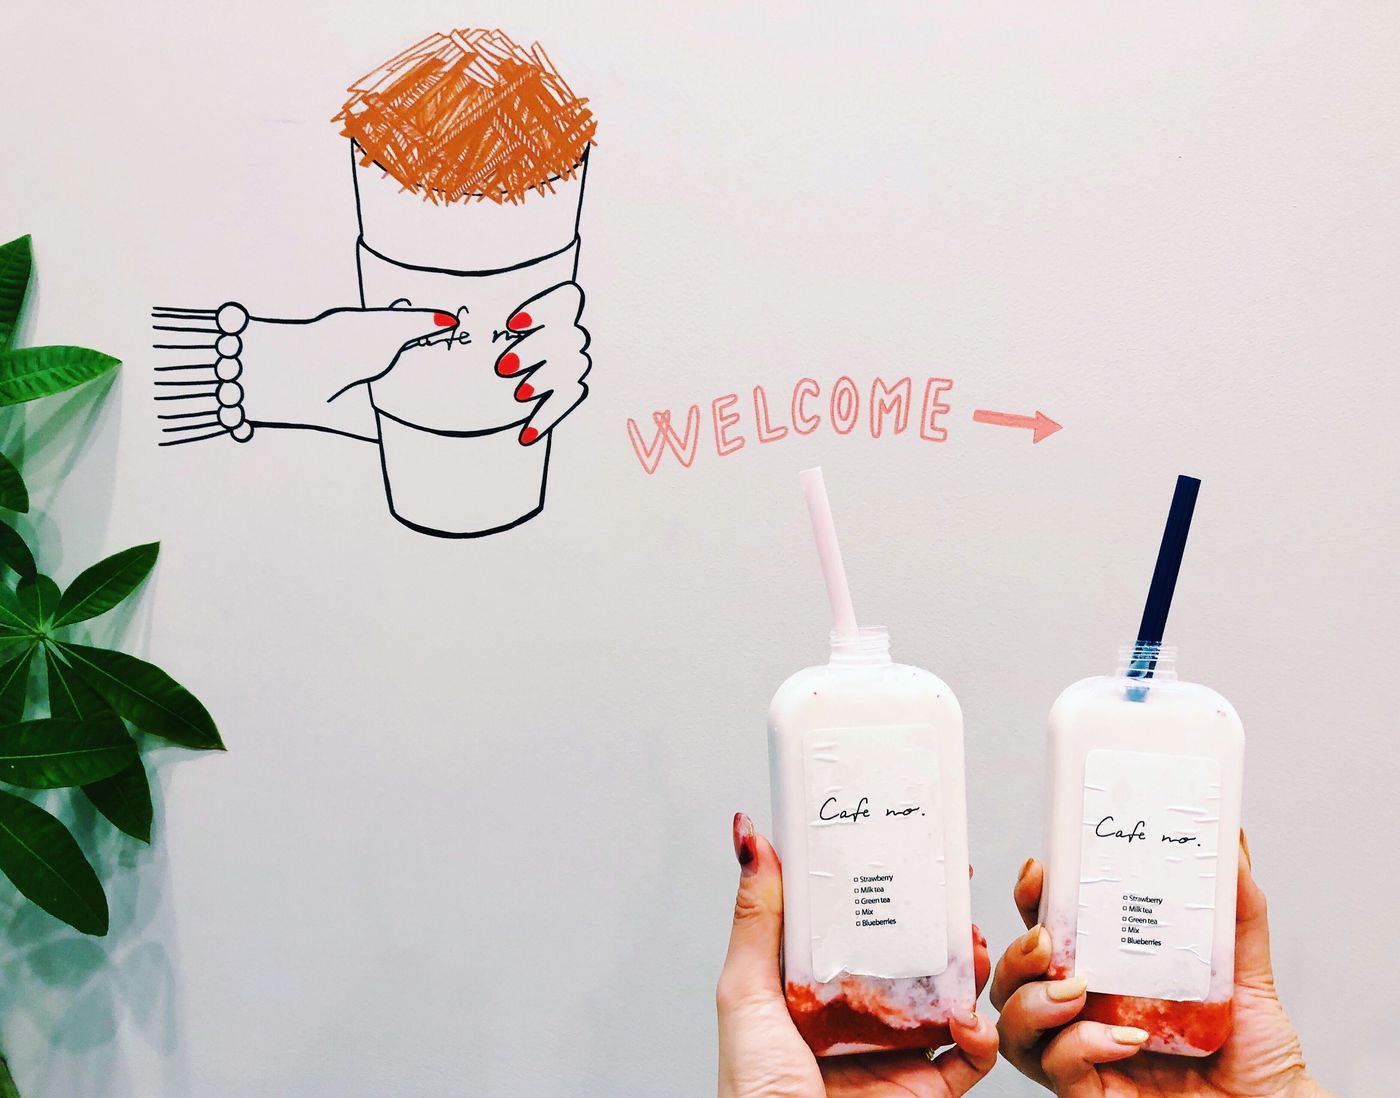 Cafe n
WELCOME
Cafe no.
Strawberry
Milk tea
Green tea
Mix
Blueberries
Cafe no.
Strawberry
Milk tea
Green tea
Mix
Blueberries